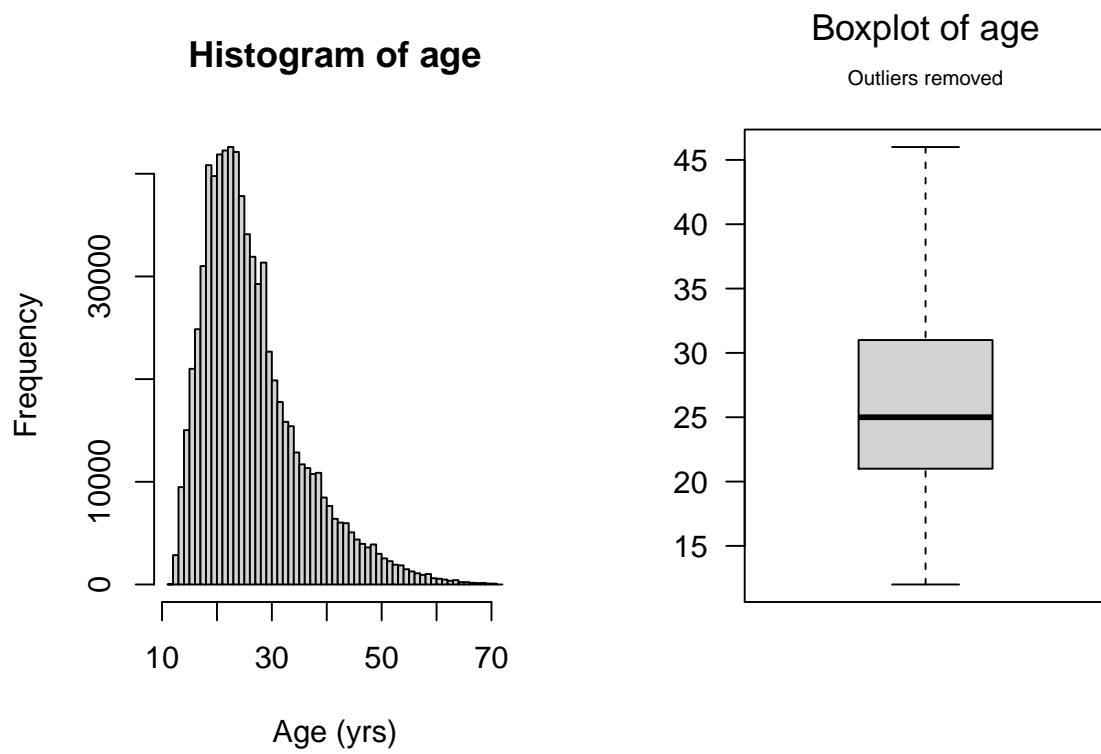 Histogram of age
Frequency
0
10000
30000
10
30
50
70
Age (yrs)
Boxplot of age
Outliers removed
45
40
35
30
25
20
15